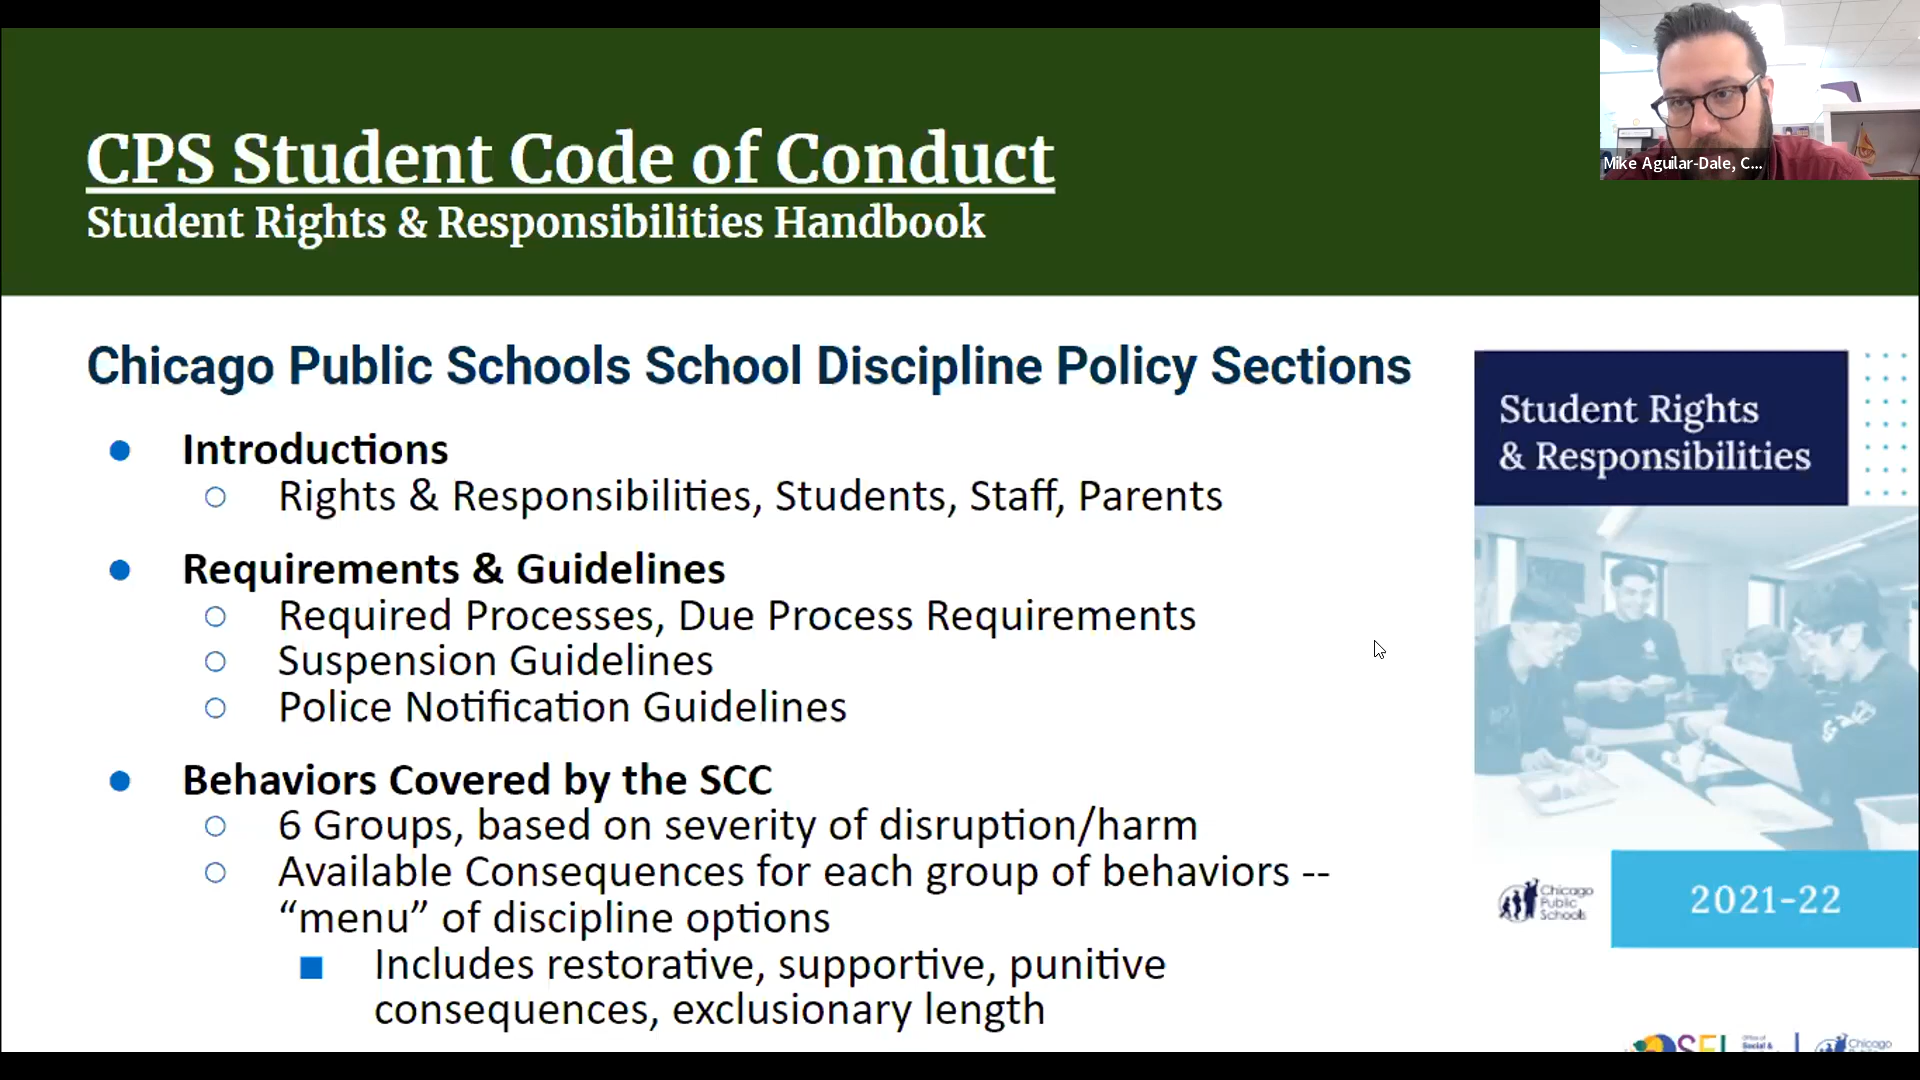 CPS Student Code of Conduct
Student Rights & Responsibilities Handbook
Mike Aguilar-Dale, C...
Chicago Public Schools School Discipline Policy Sections
Introductions
Rights & Responsibilities, Students, Staff, Parents
Requirements & Guidelines
Required Processes, Due Process Requirements
Suspension Guidelines
Police Notification Guidelines
Behaviors Covered by the SCC
6 Groups, based on severity of disruption/harm
Available Consequences for each group of behaviors --
“menu” of discipline options
Includes restorative, supportive, punitive
consequences, exclusionary length
Student Rights
& Responsibilities
Chicago
Public
Schools
2021-22
Social &
Chicago